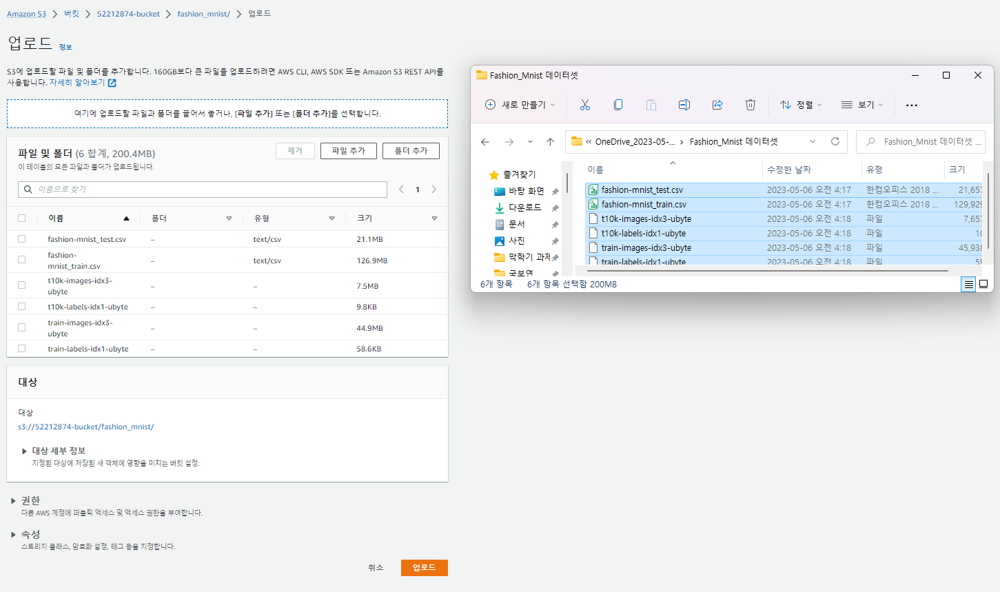 Amazon S3 > 버킷 > 52212874-bucket > fashion_mnist/ > 업로드
업로드 정보
S3에 업로드할 파일 및 폴더를 추가합니다. 160GB보다 큰 파일을 업로드하려면 AWS CLI, AWS SDK 또는 Amazon S3 REST API를
사용합니다. 자세히 알아보기
여기에 업로드할 파일과 폴더를 끌어서 놓거나, [파일 추가] 또는 [폴더 추가]를 선택합니다.
파일 및 폴더 (6 합계, 200.4MB)
제거 파일 추가 폴더 추가
이 테이블의 모든 파일과 폴더가 업로드됩니다.
이름으로 찾기
1
이름 폴더 유형 크기
fashion-mnist_test.csv – text/csv 21.1MB
fashion-
mnist_train.csv – text/csv 126.9MB
t10k-images-idx3-
ubyte – – 7.5MB
t10k-labels-idx1-ubyte – – 9.8KB
train-images-idx3-
ubyte – – 44.9MB
train-labels-idx1-ubyte – – 58.6KB
대상
대상
s3://52212874-bucket/fashion_mnist/
대상 세부 정보
지정된 대상에 저장된 새 객체에 영향을 미치는 버킷 설정.
권한
다른 AWS 계정에 퍼블릭 액세스 및 액세스 권한을 부여합니다.
속성
스토리지 클래스, 암호화 설정, 태그 등을 지정합니다.
취소 업로드
Fashion_Mnist 데이터셋
새로 만들기 정렬 보기 ...
« OneDrive_2023-05-... > Fashion_Mnist 데이터셋
Fashion_Mnist 데이터셋 ...
즐겨찾기
바탕 화면
다운로드
문서
사진
막학기 과제
국보연
이름 수정한 날짜 유형 크기
fashion-mnist_test.csv 2023-05-06 오전 4:17 한컴오피스 2018 ... 21,657
fashion-mnist_train.csv 2023-05-06 오전 4:17 한컴오피스 2018 ... 129,929
t10k-images-idx3-ubyte 2023-05-06 오전 4:18 파일 7,657
t10k-labels-idx1-ubyte 2023-05-06 오전 4:18 파일 10
train-images-idx3-ubyte 2023-05-06 오전 4:18 파일 45,938
train-labels-idx1-ubyte 2023-05-06 오전 4:18 파일 59
6개 항목 6개 항목 선택함 200MB